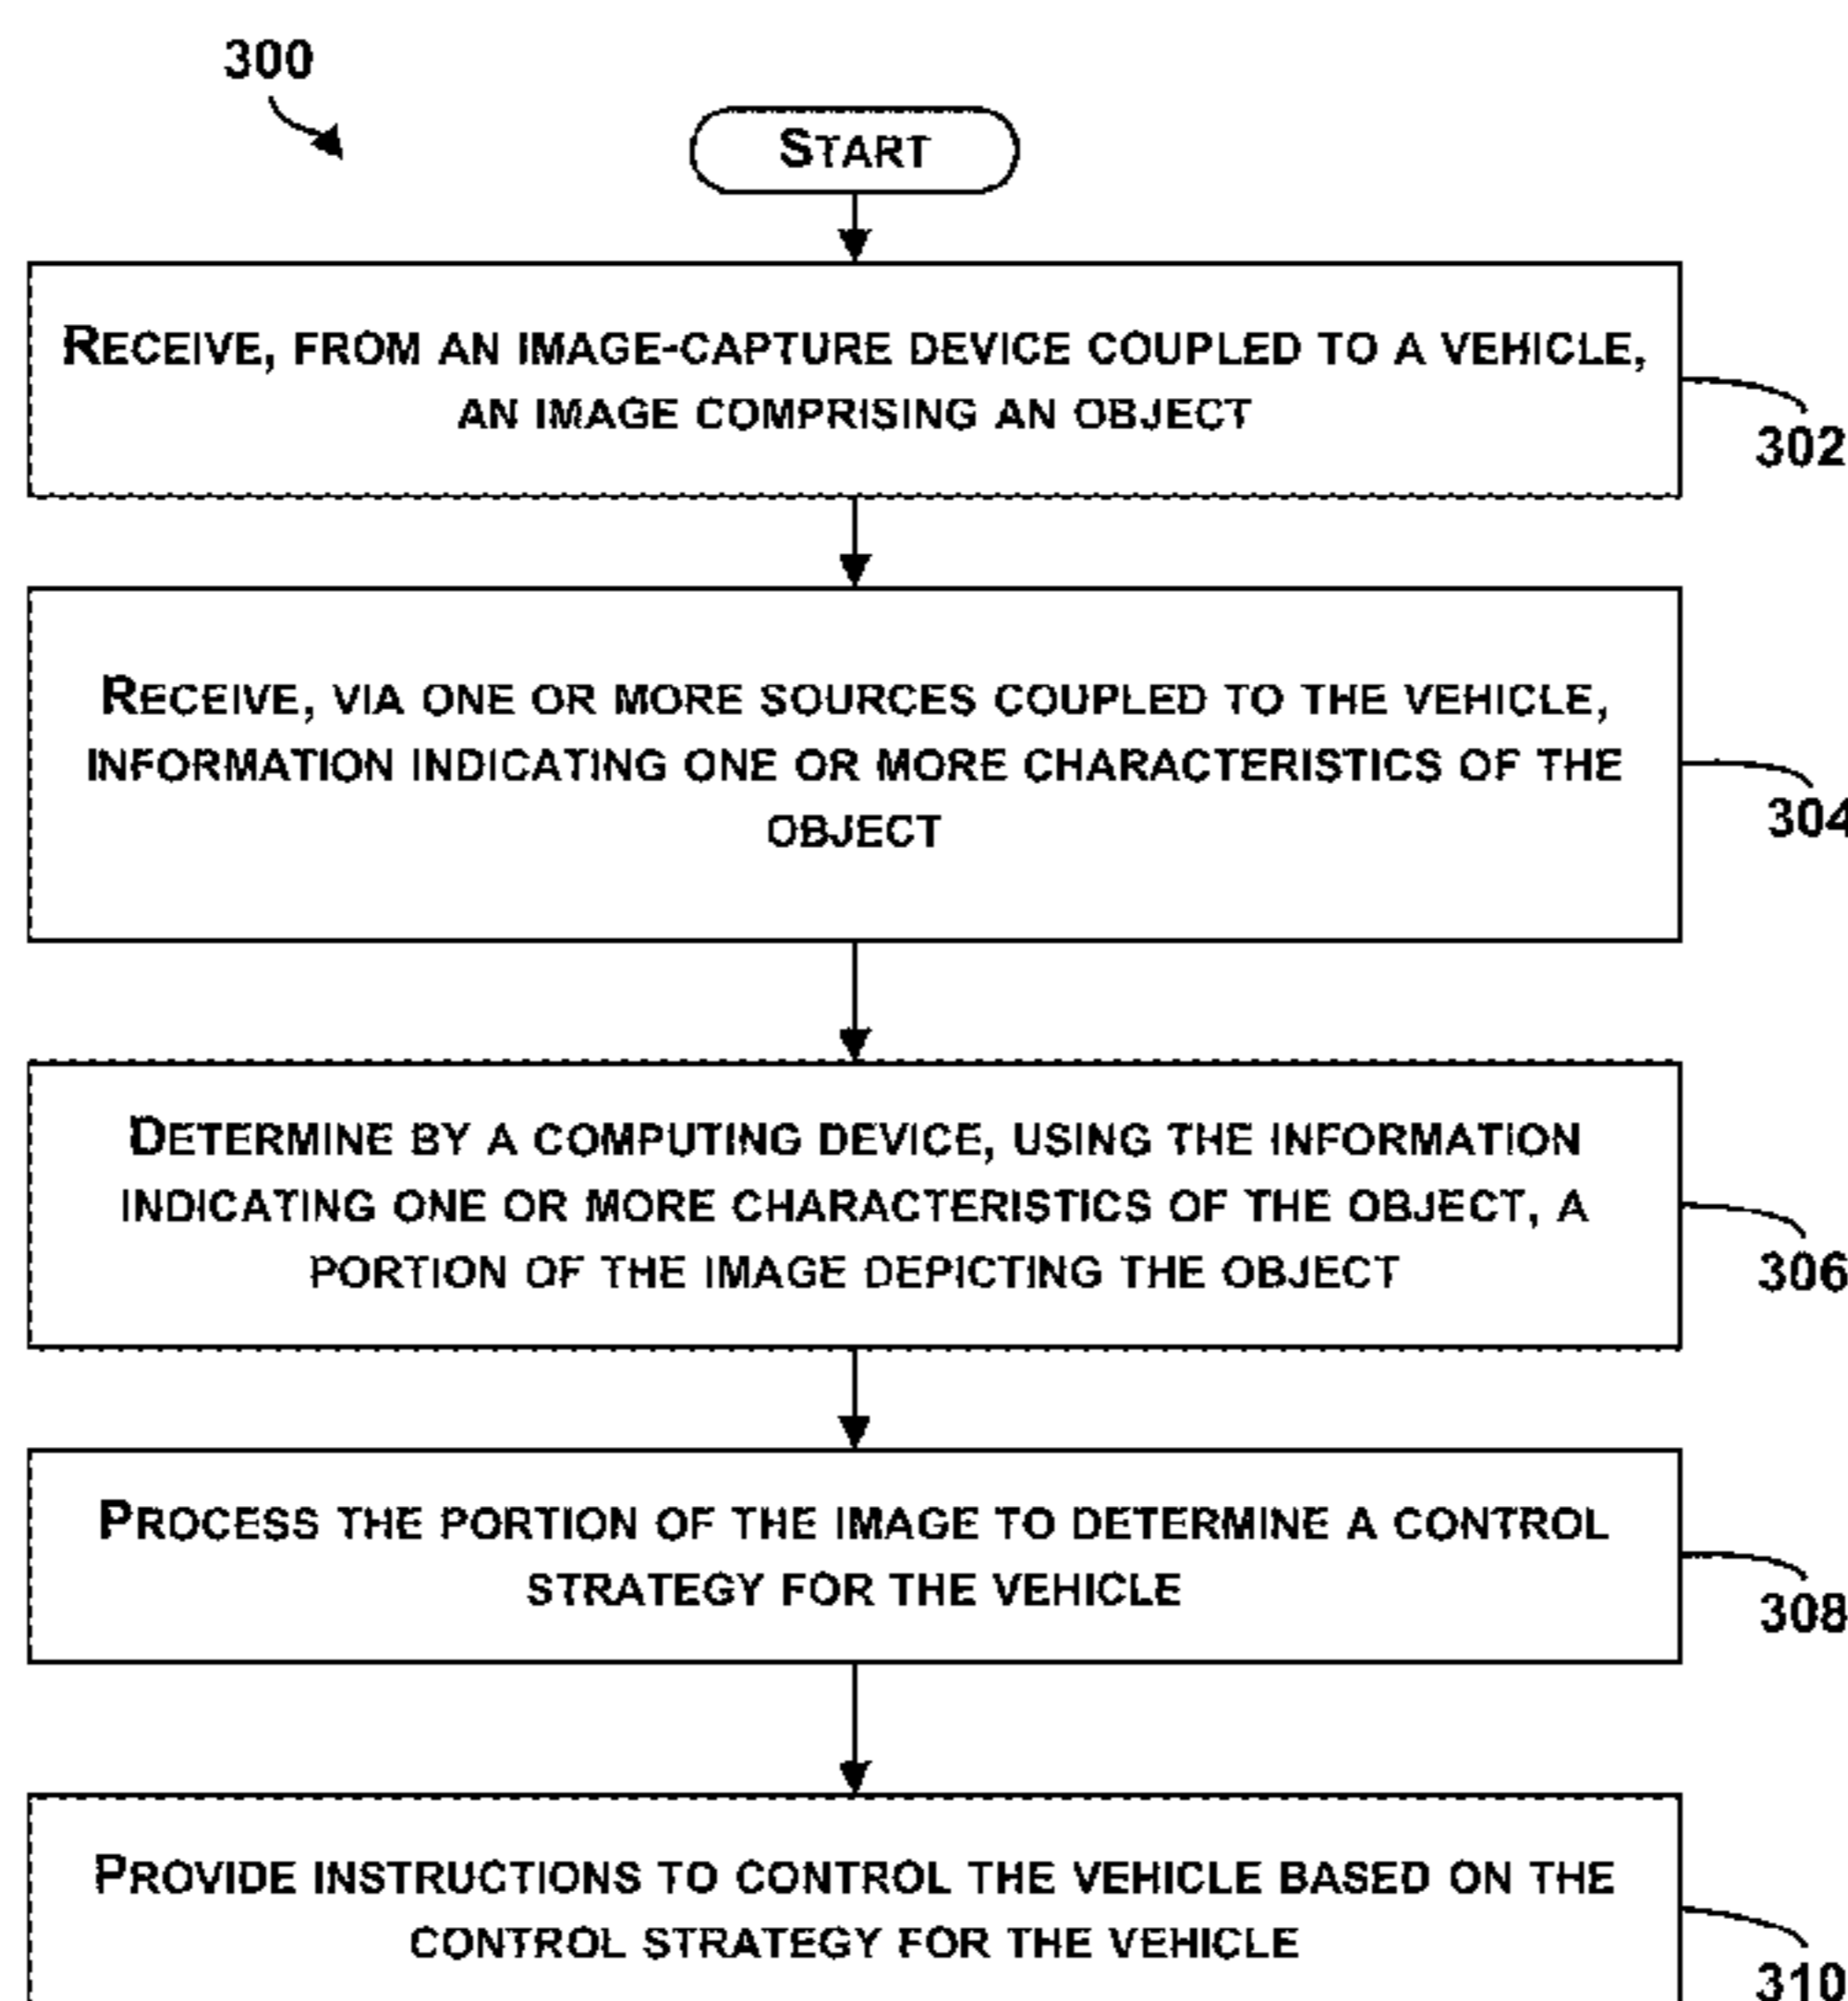 300
START
RECEIVE, FROM AN IMAGE-CAPTURE DEVICE COUPLED TO A VEHICLE,
AN IMAGE COMPRISING AN OBJECT
302
RECEIVE, VIA ONE OR MORE SOURCES COUPLED TO THE VEHICLE,
INFORMATION INDICATING ONE OR MORE CHARACTERISTICS OF THE
OBJECT
304
DETERMINE BY A COMPUTING DEVICE, USING THE INFORMATION
INDICATING ONE OR MORE CHARACTERISTICS OF THE OBJECT, A
PORTION OF THE IMAGE DEPICTING THE OBJECT
306
PROCESS THE PORTION OF THE IMAGE TO DETERMINE A CONTROL
STRATEGY FOR THE VEHICLE
308
PROVIDE INSTRUCTIONS TO CONTROL THE VEHICLE BASED ON THE
CONTROL STRATEGY FOR THE VEHICLE
310